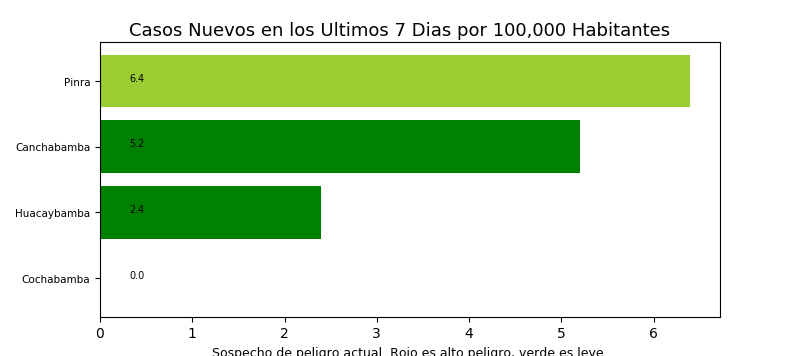 Casos Nuevos en los Ultimos 7 Dias por 100,000 Habitantes
Pinra
6.4
Canchabamba
5.2
Huacaybamba
2.4
Cochabamba
0.0
0 1 2 3 4 5 6
Sospecho de peligro actual. Rojo es alto peligro, verde es leve